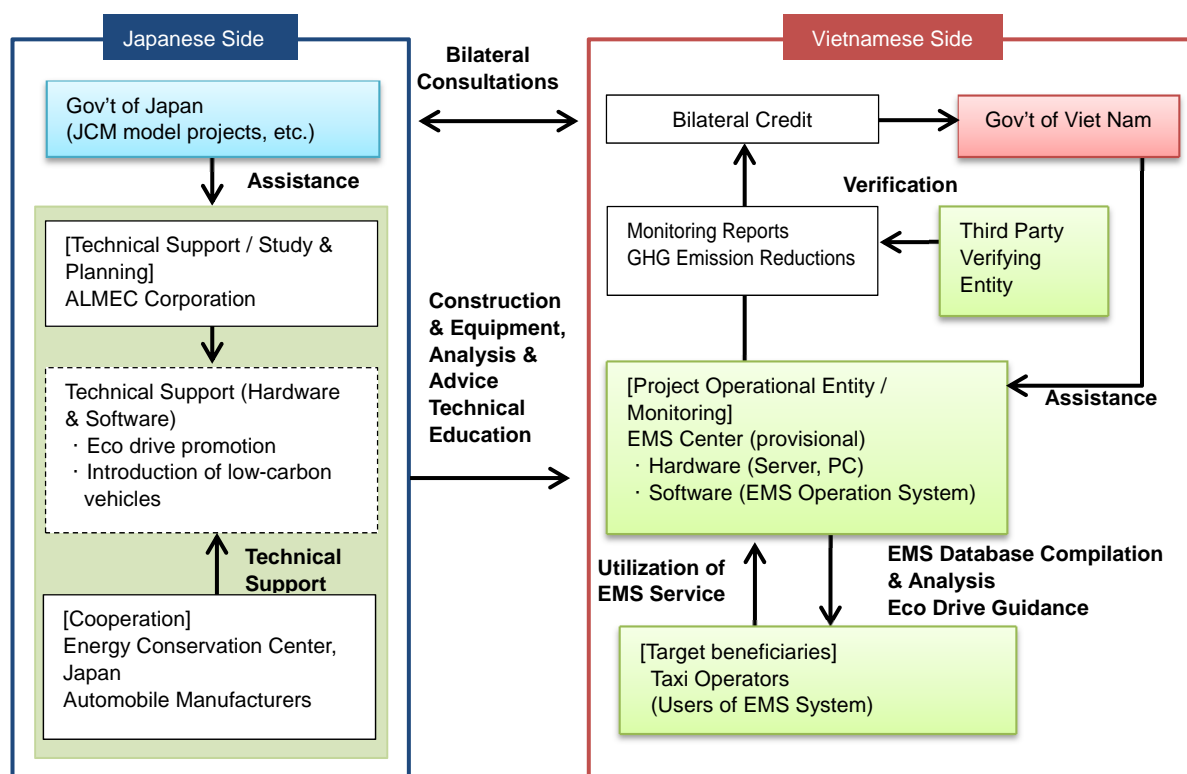 Japanese Side
Gov't of Japan
(JCM model projects, etc.)
Assistance
[Technical Support / Study &
Planning]
ALMEC Corporation
Technical Support (Hardware
& Software)
・Eco drive promotion
・Introduction of low-carbon
vehicles
Technical
Support
[Cooperation]
Energy Conservation Center,
Japan
Automobile Manufacturers
Bilateral
Consultations
Construction
& Equipment,
Analysis &
Advice
Technical
Education
Vietnamese Side
Bilateral Credit
Gov't of Viet Nam
Verification
Monitoring Reports
GHG Emission Reductions
Third Party
Verifying
Entity
[Project Operational Entity /
Monitoring]
EMS Center (provisional)
・Hardware (Server, PC)
・Software (EMS Operation System)
Assistance
Utilization of
EMS Service
EMS Database Compilation
& Analysis
Eco Drive Guidance
[Target beneficiaries]
Taxi Operators
(Users of EMS System)